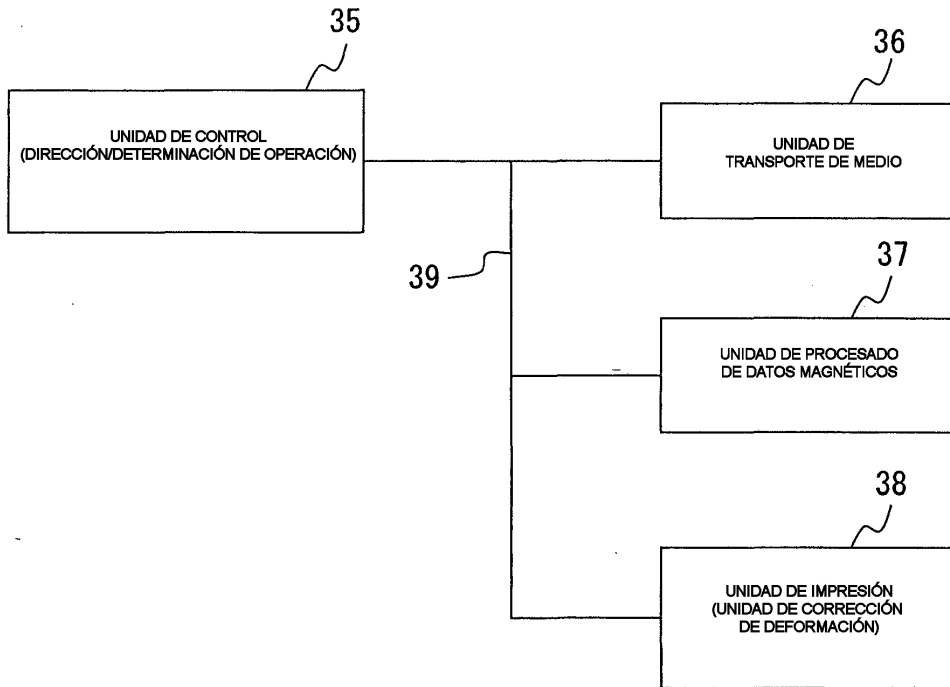 35
UNIDAD DE CONTROL
(DIRECCIÓN/DETERMINACIÓN DE OPERACIÓN)
36
UNIDAD DE
TRANSPORTE DE MEDIO
39
37
UNIDAD DE PROCESADO
DE DATOS MAGNÉTICOS
38
UNIDAD DE IMPRESIÓN
(UNIDAD DE CORRECCIÓN
DE DEFORMACIÓN)